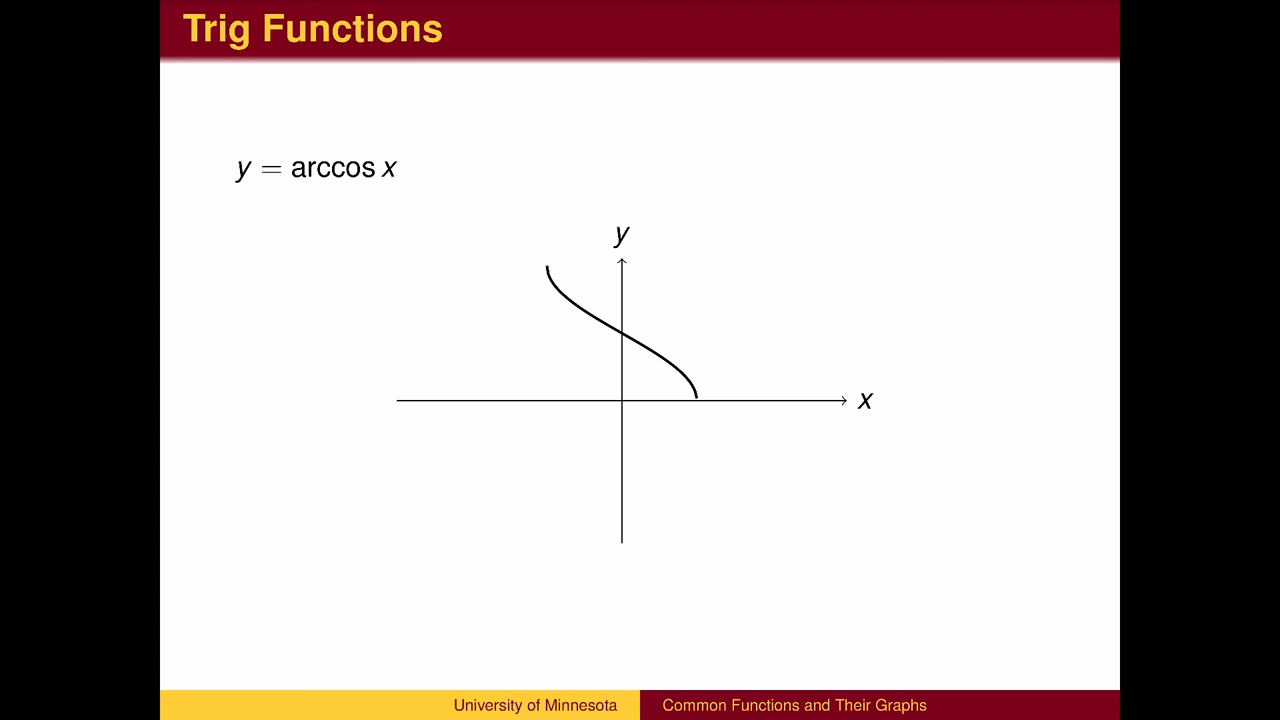 Trig Functions
y = arccos x
y
x
University of Minnesota
Common Functions and Their Graphs